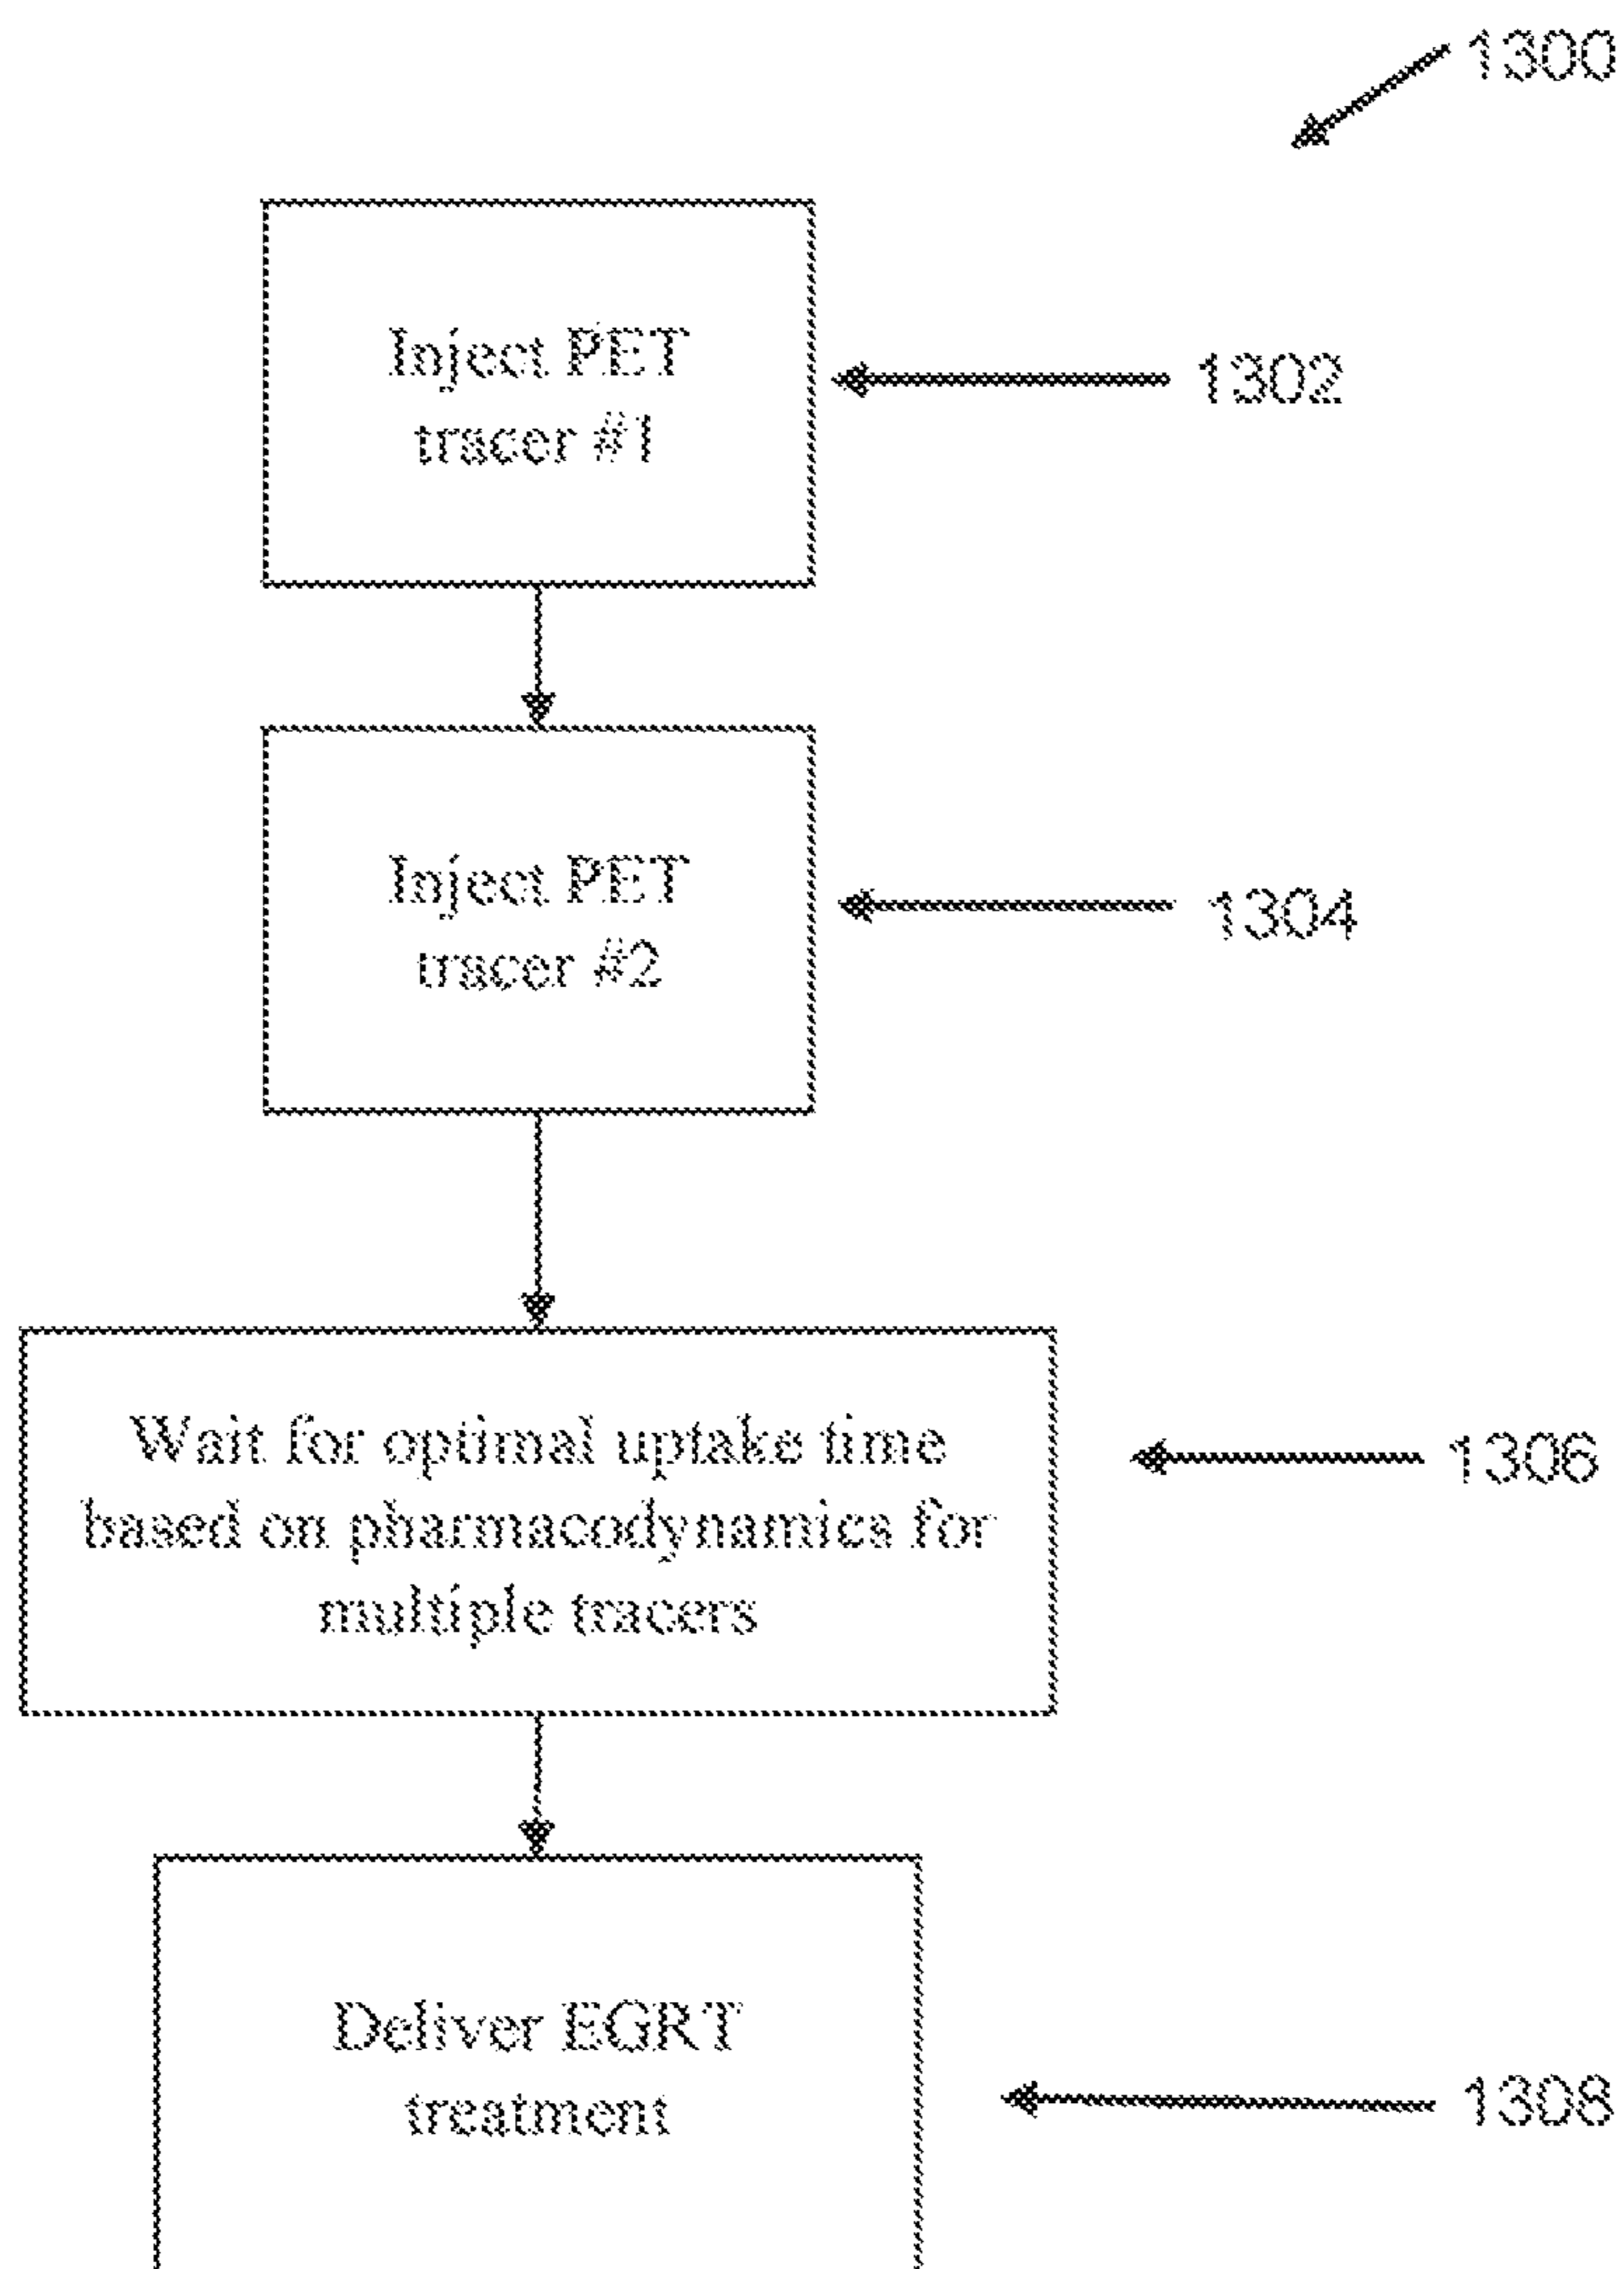 1300
Inject PET
tracer #1
1302
Inject PET
tracer #2
1304
Wait for optimal uptake time
based on pharmacodynamics for
multiple tracers
1306
Deliver EGRT
treatment
1308